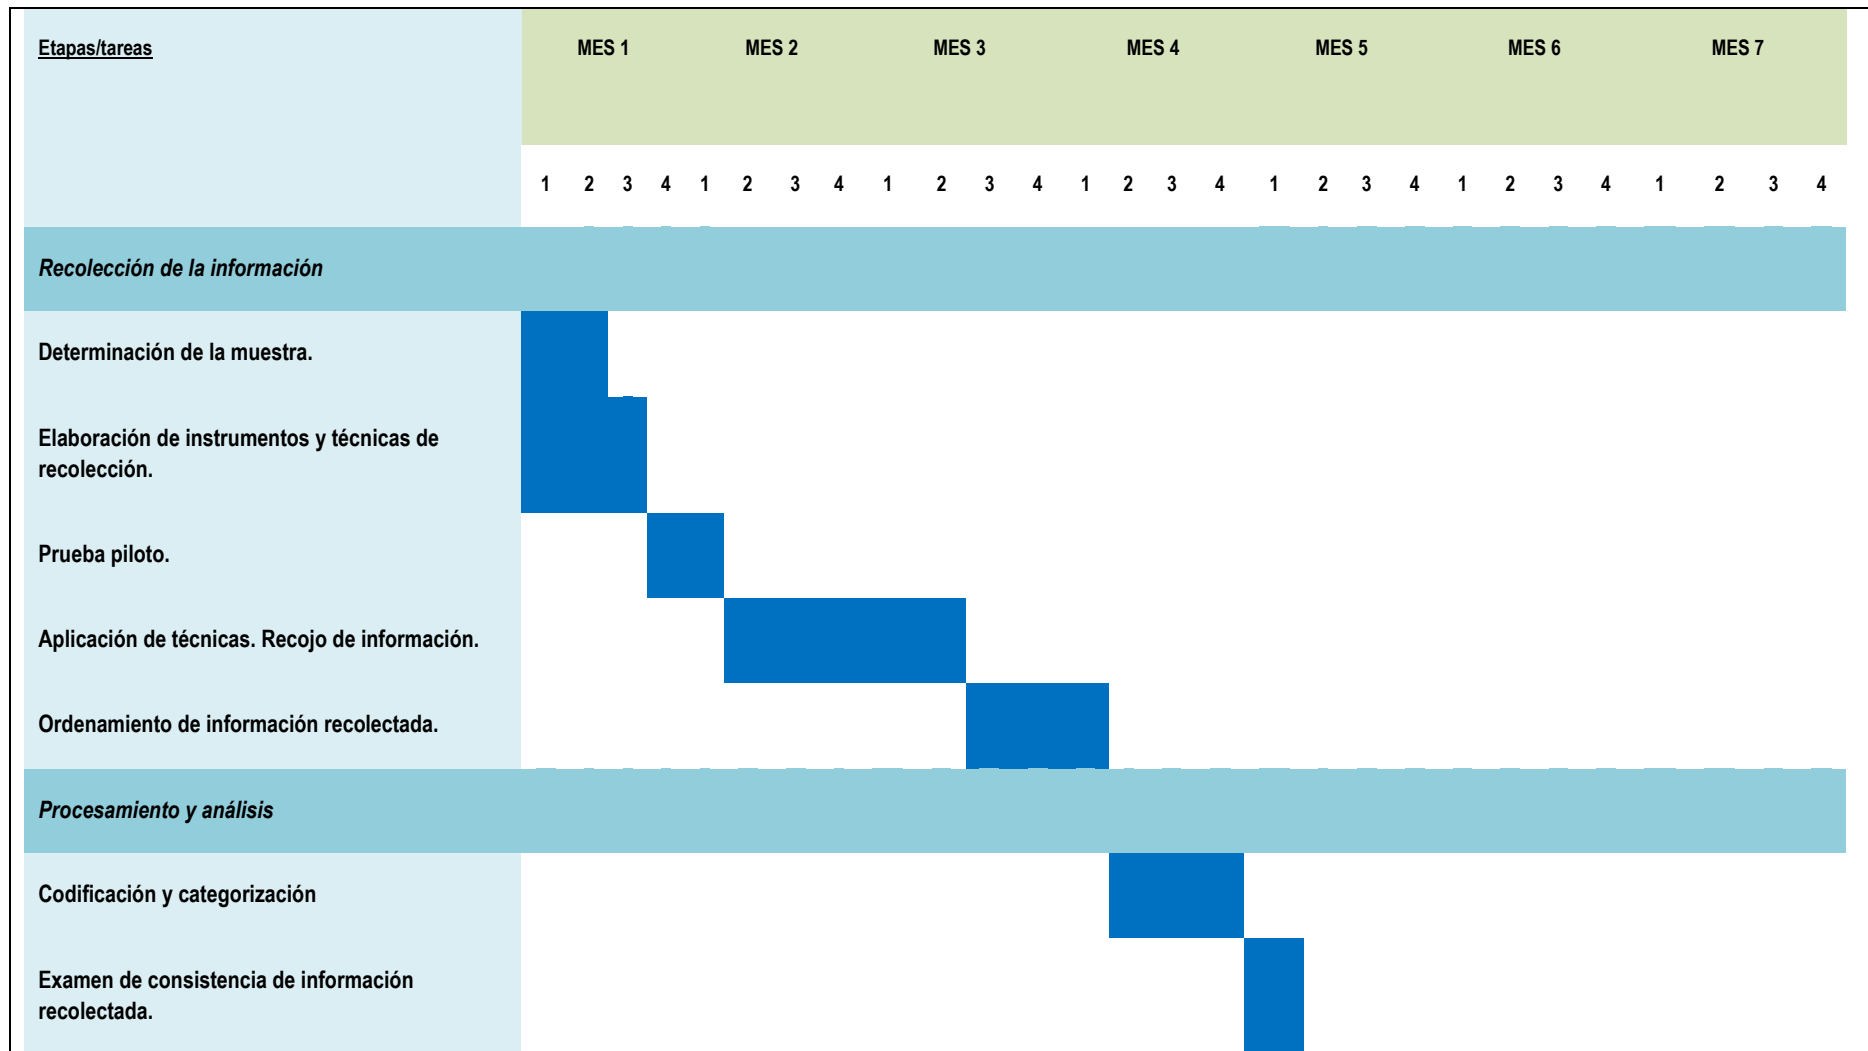 Etapas/tareas MES 1 MES 2 MES 3 MES 4 MES 5 MES 6 MES 7
1 2 3 4 1 2 3 4 1 2 3 4 1 2 3 4 1 2 3 4 1 2 3 4 1 2 3 4
Recolección de la información
Determinación de la muestra.
Elaboración de instrumentos y técnicas de
recolección.
Prueba piloto.
Aplicación de técnicas. Recojo de información.
Ordenamiento de información recolectada.
Procesamiento y análisis
Codificación y categorización
Examen de consistencia de información
recolectada.